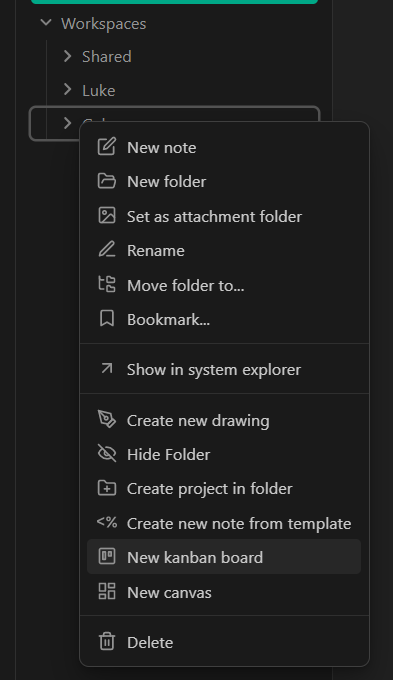 Workspaces
Shared
Luke
New note
New folder
Set as attachment folder
Rename
Move folder to...
Bookmark...
Show in system explorer
Create new drawing
Hide Folder
Create project in folder
<% Create new note from template
New kanban board
New canvas
Delete